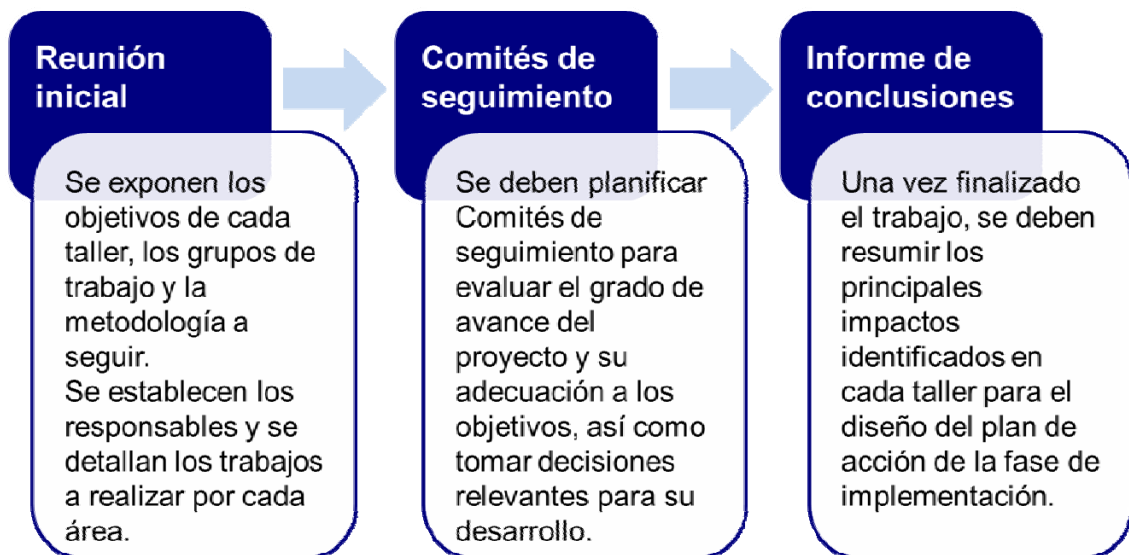 Reunión
inicial
Se exponen los
objetivos de cada
taller, los grupos de
trabajo y la
metodología a
seguir.
Se establecen los
responsables y se
detallan los trabajos
a realizar por cada
área.
Comités de
seguimiento
Se deben planificar
Comités de
seguimiento para
evaluar el grado de
avance del
proyecto y su
adecuación a los
objetivos, así como
tomar decisiones
relevantes para su
desarrollo.
Informe de
conclusiones
Una vez finalizado
el trabajo, se deben
resumir los
principales
impactos
identificados en
cada taller para el
diseño del plan de
acción de la fase de
implementación.